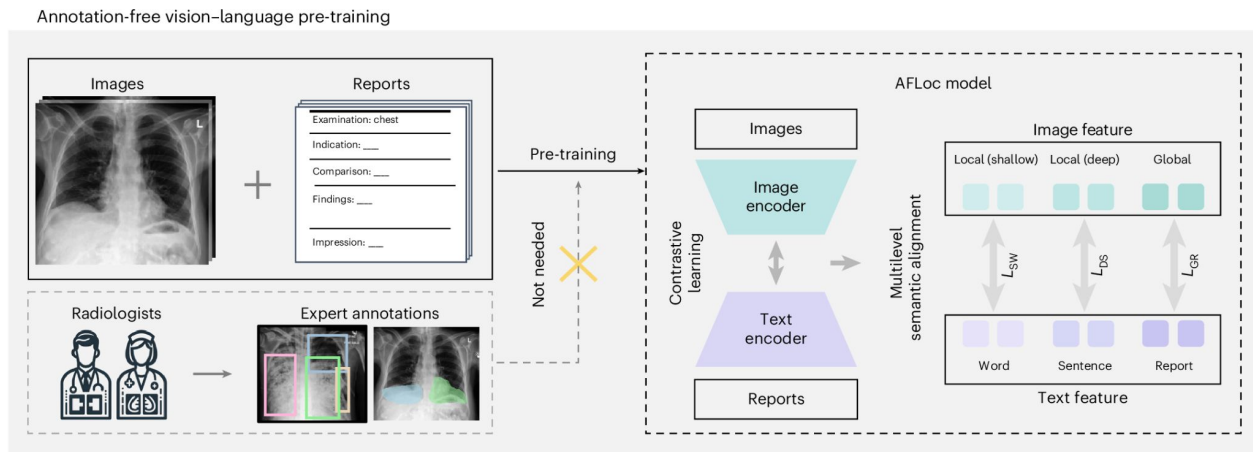 Annotation-free vision–language pre-training
Images
Reports
L
Examination: chest
Indication: ___
Comparison: ___
Findings: ___
Impression: ___
Radiologists
Expert annotations
L
Pre-training
Not needed
AFLoc model
Images
Image
encoder
Contrastive
learning
Text
encoder
Reports
Multilevel
semantic alignment
Image feature
Local (shallow)
Local (deep)
Global
LSW
LDS
LGR
Word
Sentence
Report
Text feature